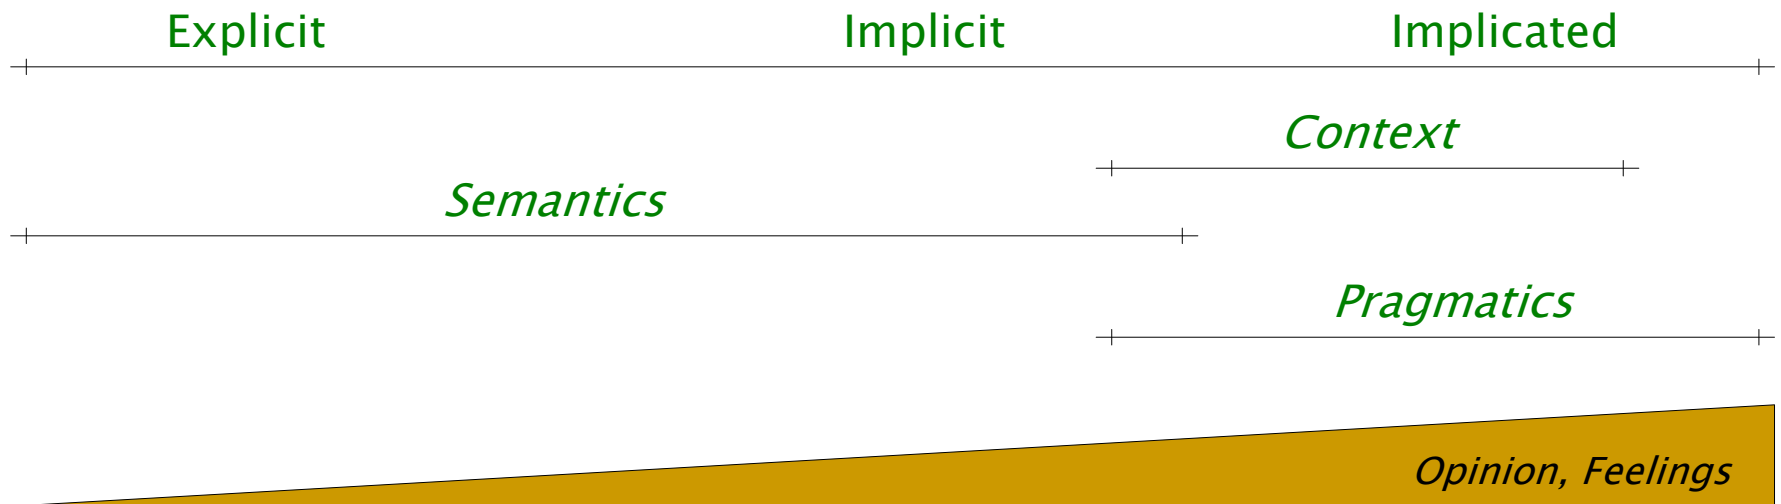 Explicit Implicit Implicated
Context
Semantics
Pragmatics
Opinion, Feelings